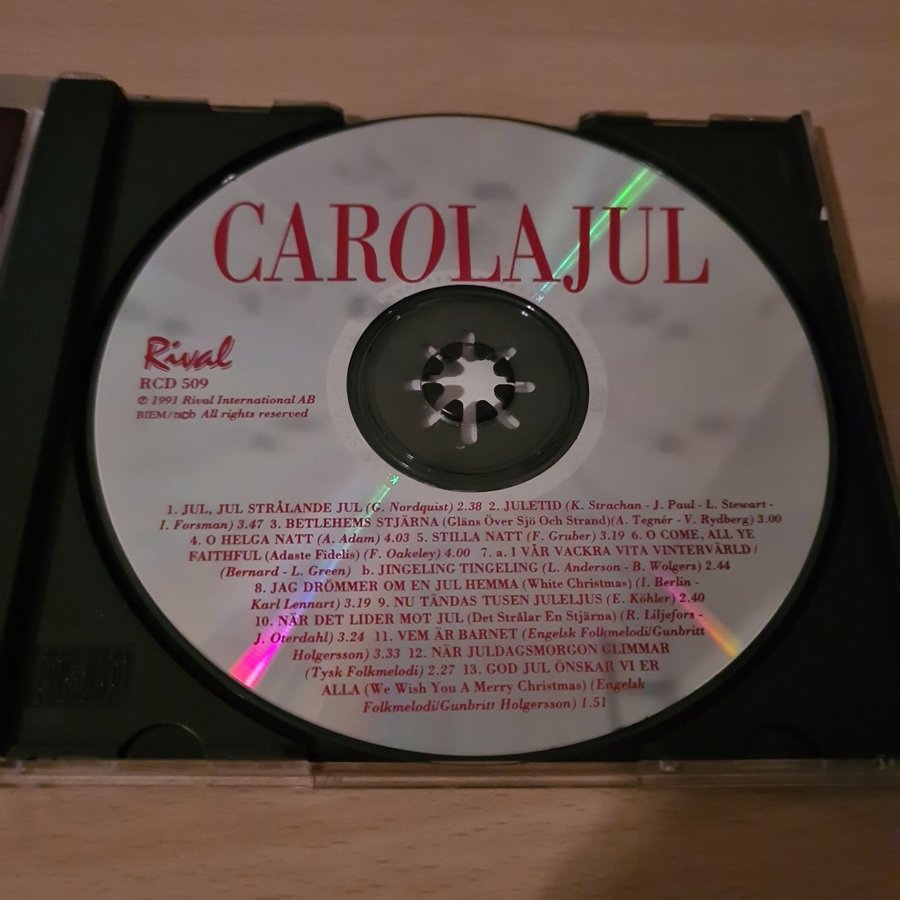 CAROLAJUL
Rival
RCD 509
℗ 1991 Rival International AB
BIEM/ncb All rights reserved
1. JUL, JUL STRÅLANDE JUL (G. Nordquist) 2.38 2. JULETID (K. Strachan - J. Paul - L. Stewart -
I. Forsman) 3.47 3. BETLEHEMS STJÄRNA (Gläns Över Sjö Och Strand)(A. Tegnér - V. Rydberg) 3.00
4. O HELGA NATT (A. Adam) 4.03 5. STILLA NATT (F. Gruber) 3.19 6. O COME, ALL YE
FAITHFUL (Adaste Fidelis) (F. Oakeley) 4.00 7. a. I VÅR VACKRA VITA VINTERVÄRLD /
(Bernard - L. Green) b. JINGELING TINGELING (L. Anderson - B. Wolgers) 2.44
8. JAG DRÖMMER OM EN JUL HEMMA (White Christmas) (I. Berlin -
Karl Lennart) 3.19 9. NU TÄNDAS TUSEN JULELJUS (E. Köhler) 2.40
10. NÄR DET LIDER MOT JUL (Det Strålar En Stjärna) (R. Liljefors -
J. Oterdahl) 3.24 11. VEM ÄR BARNET (Engelsk Folkmelodi/Gunbritt
Holgersson) 3.33 12. NÄR JULDAGSMORGON GLIMMAR
(Tysk Folkmelodi) 2.27 13. GOD JUL ÖNSKAR VI ER
ALLA (We Wish You A Merry Christmas) (Engelsk
Folkmelodi/Gunbritt Holgersson) 1.51